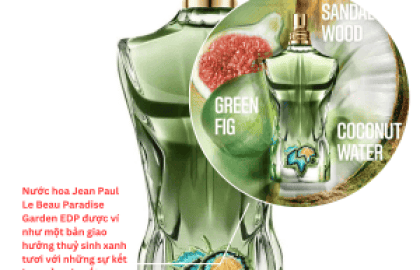 SANDAL
WOOD
GREEN
FIG
COCONUT
WATER
Nước hoa Jean Paul
Le Beau Paradise
Garden EDP được ví
như một bản giao
hưởng thuỷ sinh xanh
tươi với những sự kết